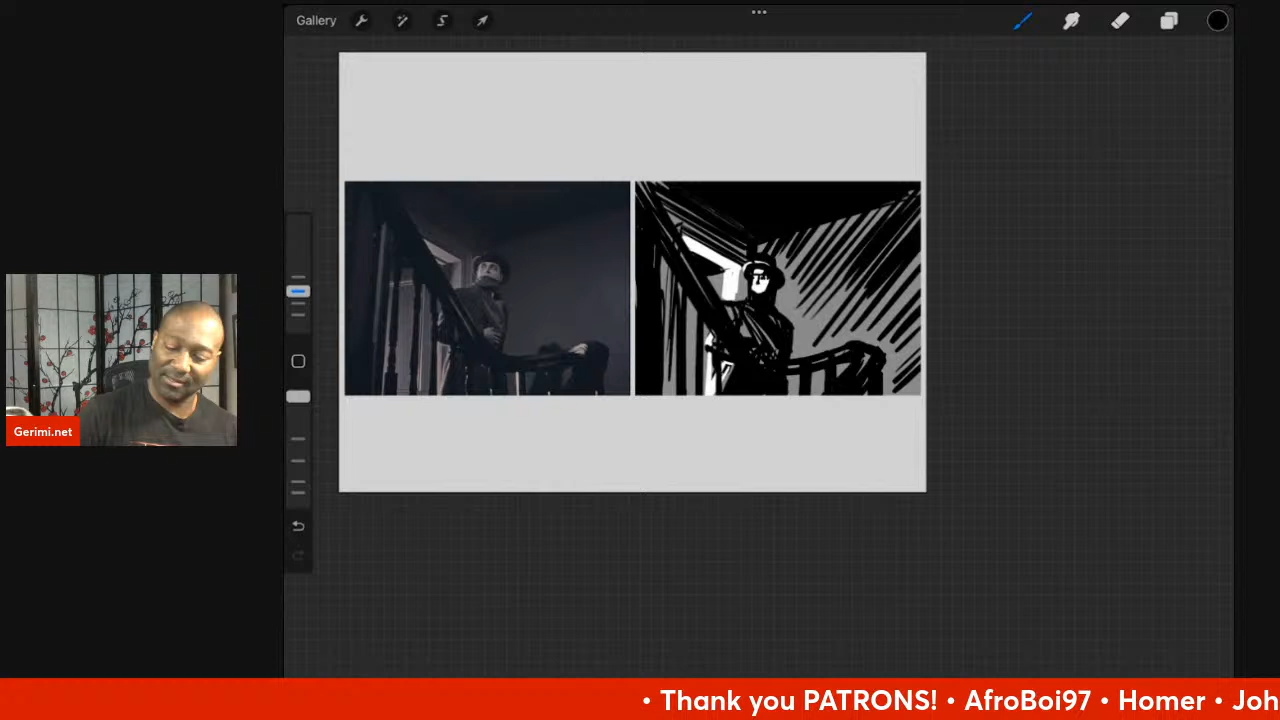 Gallery
Gerimi.net
• Thank you PATRONS! • AfroBoi97 • Homer • Joh